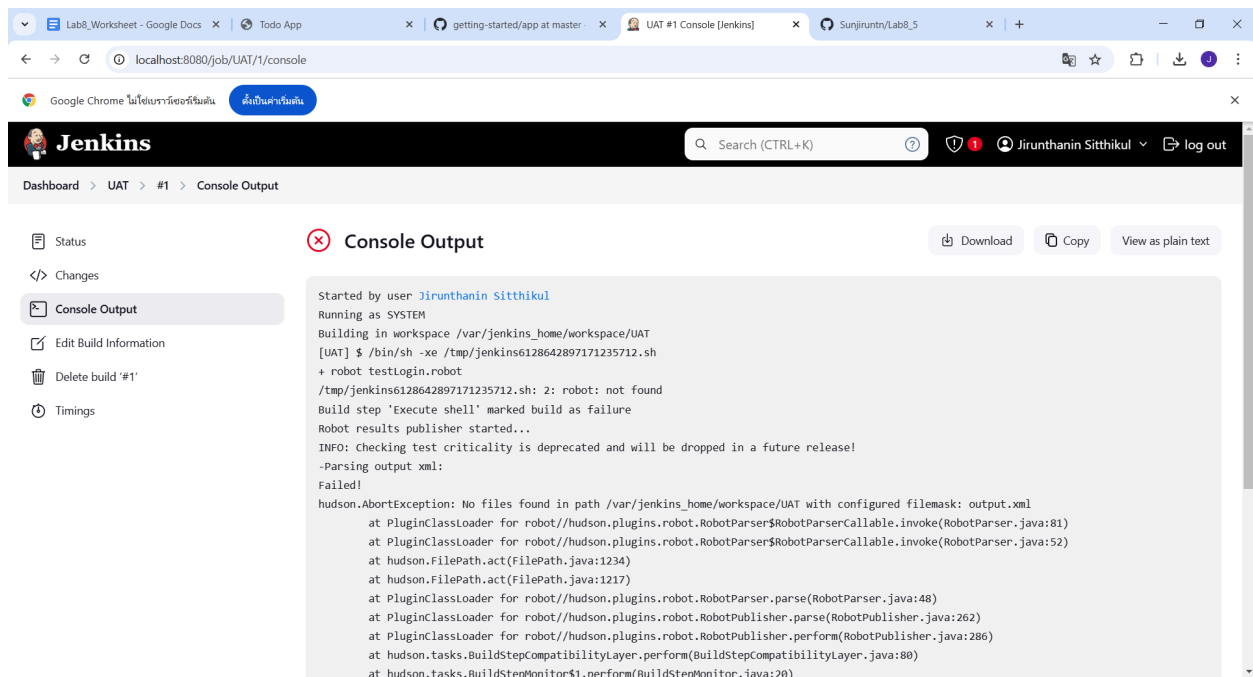 Lab8_Worksheet - Google Docs
Todo App
getting-started/app at master ·
UAT #1 Console [Jenkins]
Sunjiruntn/Lab8_5
localhost:8080/job/UAT/1/console
J
Google Chrome ไม่ใช่เบราว์เซอร์เริ่มต้น
ตั้งเป็นค่าเริ่มต้น
Jenkins
Search (CTRL+K)
1
Jirunthanin Sitthikul
log out
Dashboard > UAT > #1 > Console Output
Status
Changes
Console Output
Edit Build Information
Delete build '#1'
Timings
Console Output
Download
Copy
View as plain text
Started by user Jirunthanin Sitthikul
Running as SYSTEM
Building in workspace /var/jenkins_home/workspace/UAT
[UAT] $ /bin/sh -xe /tmp/jenkins6128642897171235712.sh
+ robot testLogin.robot
/tmp/jenkins6128642897171235712.sh: 2: robot: not found
Build step 'Execute shell' marked build as failure
Robot results publisher started...
INFO: Checking test criticality is deprecated and will be dropped in a future release!
-Parsing output xml:
Failed!
hudson.AbortException: No files found in path /var/jenkins_home/workspace/UAT with configured filemask: output.xml
at PluginClassLoader for robot//hudson.plugins.robot.RobotParser$RobotParserCallable.invoke(RobotParser.java:81)
at PluginClassLoader for robot//hudson.plugins.robot.RobotParser$RobotParserCallable.invoke(RobotParser.java:52)
at hudson.FilePath.act(FilePath.java:1234)
at hudson.FilePath.act(FilePath.java:1217)
at PluginClassLoader for robot//hudson.plugins.robot.RobotParser.parse(RobotParser.java:48)
at PluginClassLoader for robot//hudson.plugins.robot.RobotPublisher.parse(RobotPublisher.java:262)
at PluginClassLoader for robot//hudson.plugins.robot.RobotPublisher.perform(RobotPublisher.java:286)
at hudson.tasks.BuildStepCompatibilityLayer.perform(BuildStepCompatibilityLayer.java:80)
at hudson.tasks.BuildStepMonitor$1.perform(BuildStepMonitor.java:20)